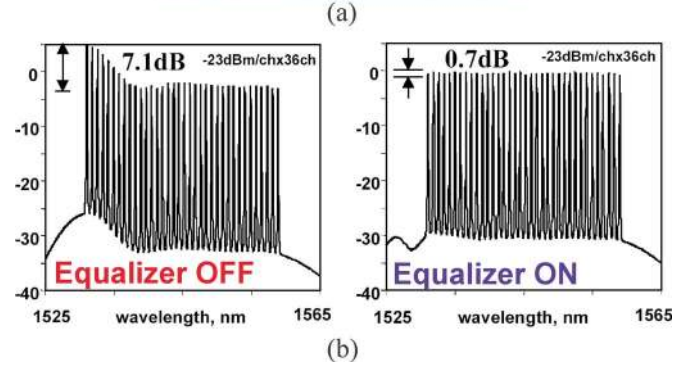 (a)
7.1dB -23dBm/chx36ch
0
-10
-20
-30
-40
Equalizer OFF
1525 wavelength, nm 1565
0.7dB -23dBm/chx36ch
0
-10
-20
-30
-40
Equalizer ON
1525 wavelength, nm 1565
(b)